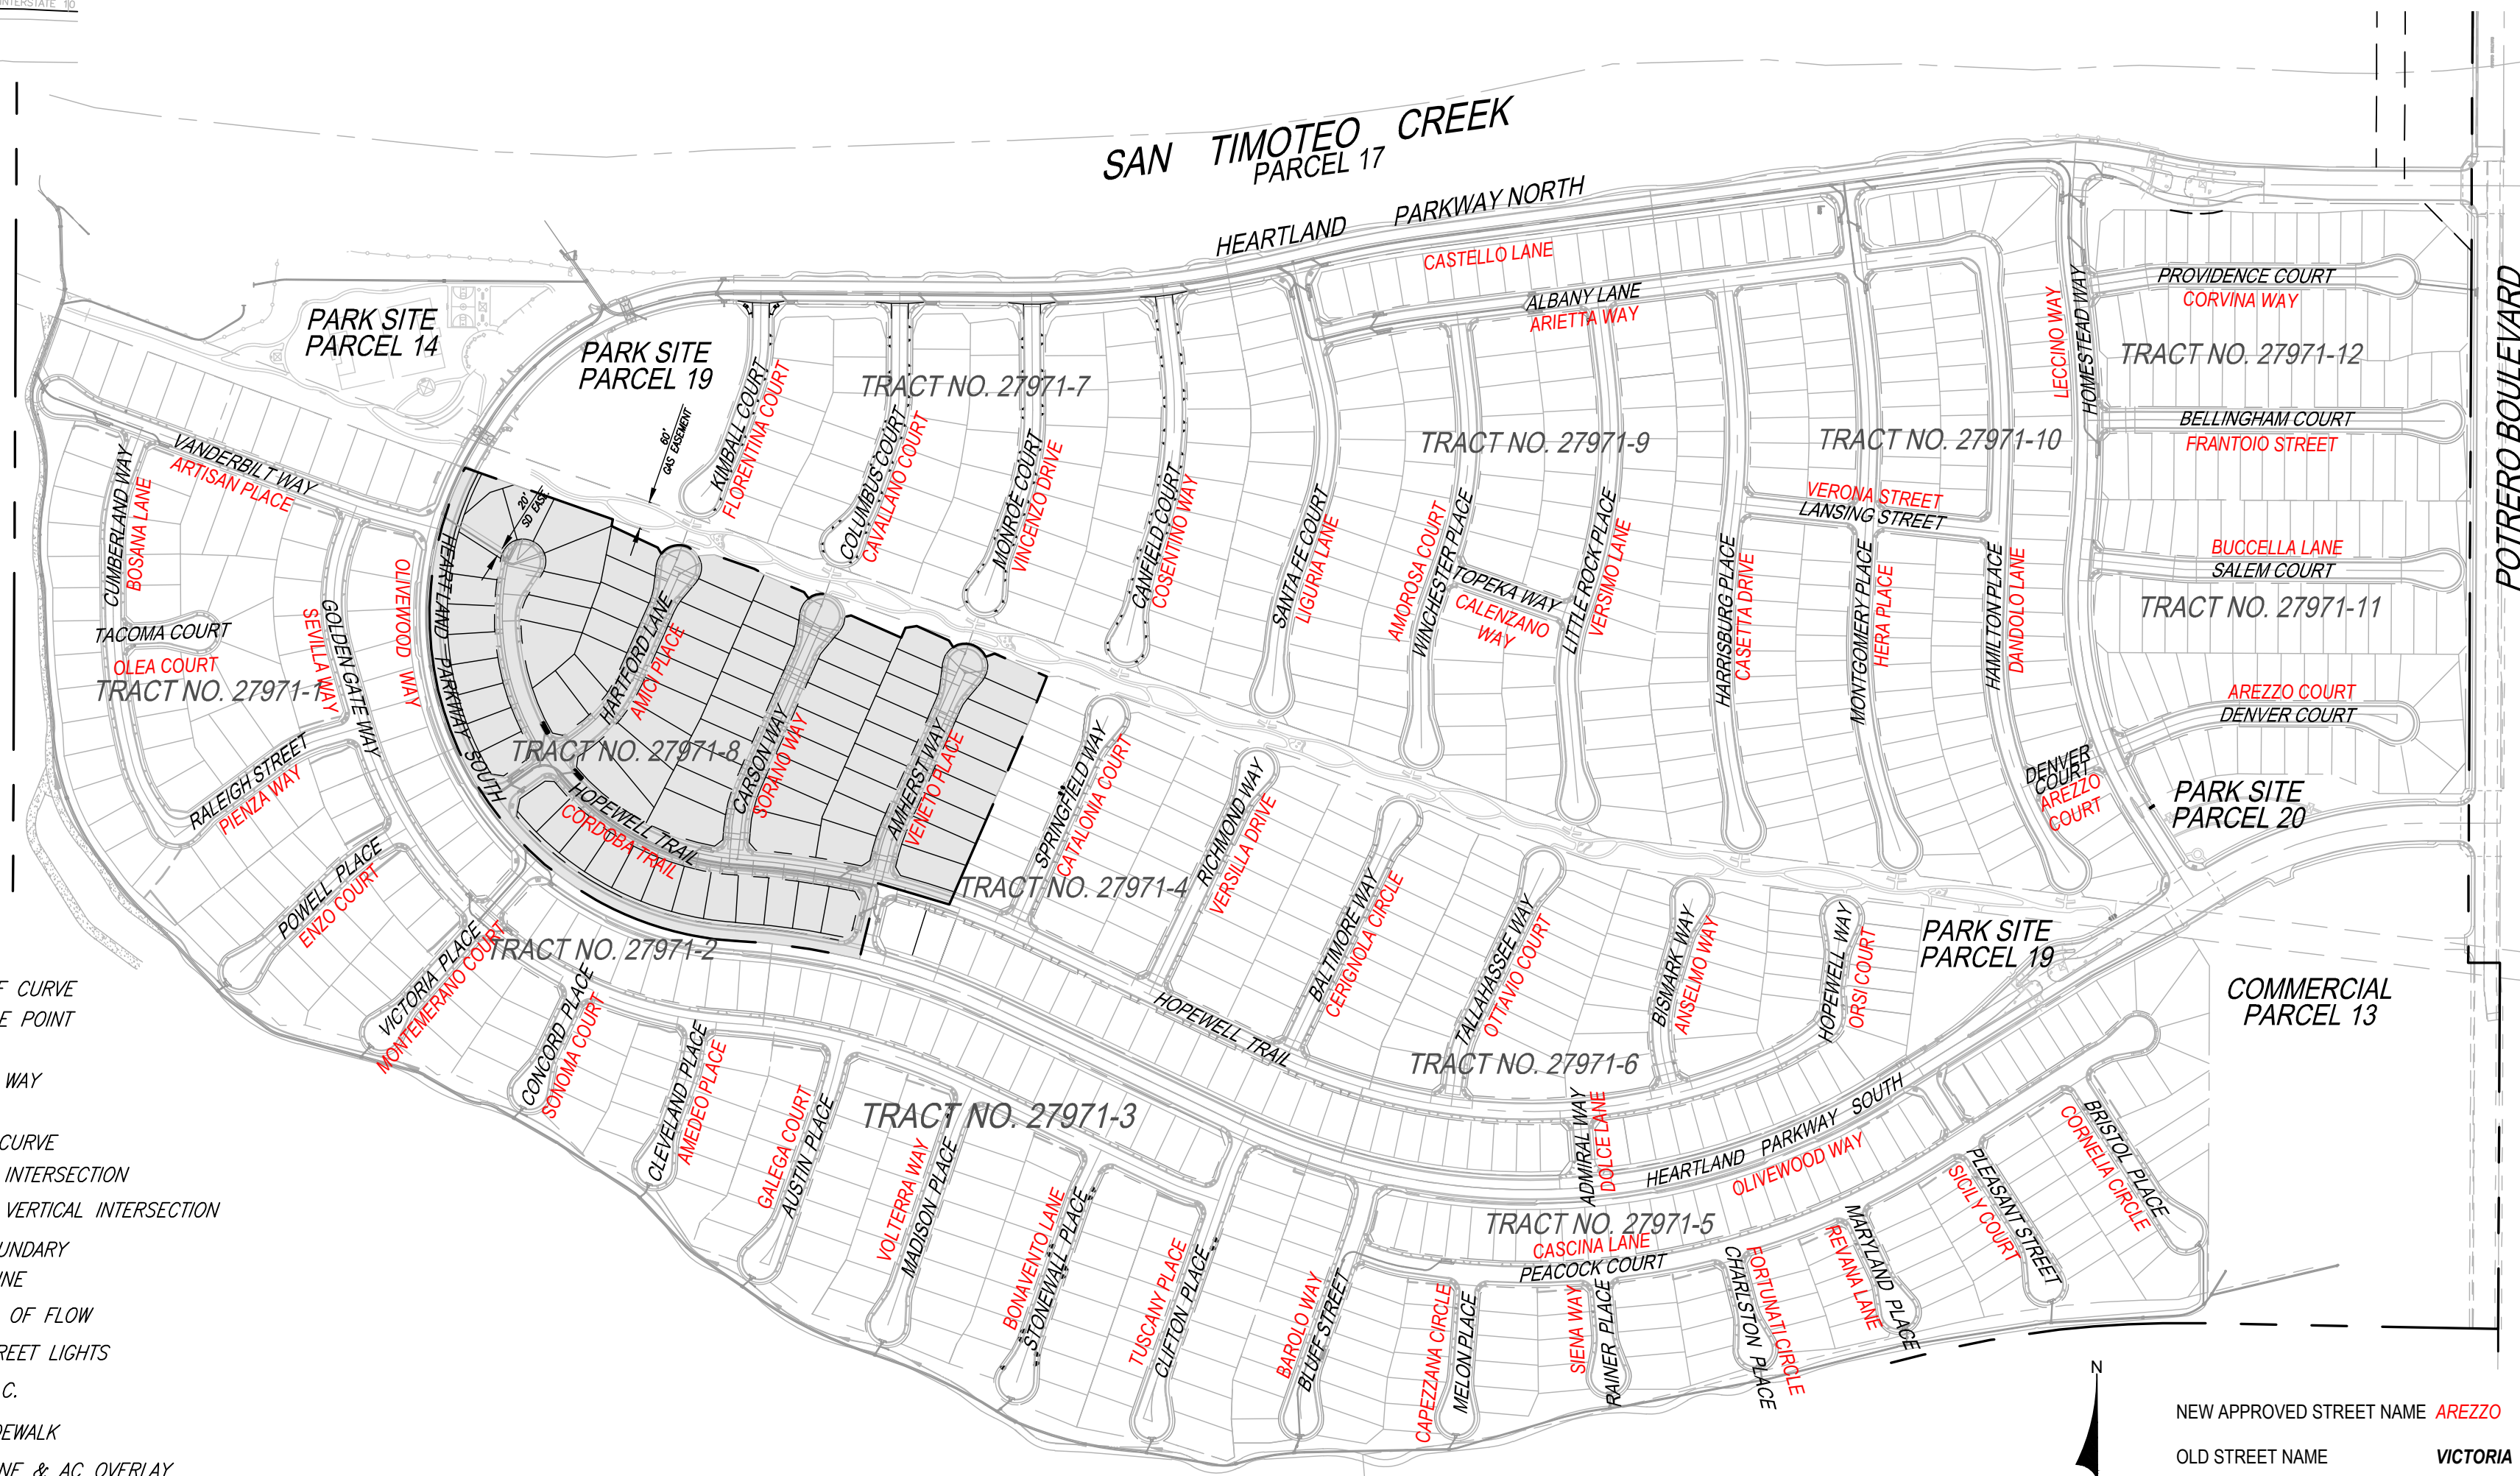 INTERSTATE 10
SAN TIMOTEO CREEK
PARCEL 17
HEARTLAND PARKWAY NORTH
PARK SITE
PARCEL 14
PARK SITE
PARCEL 19
60'
GAS EASEMENT
20'
SD EASE.
KIMBALL COURT
FLORENTINA COURT
TRACT NO. 27971-7
COLUMBUS COURT
CAVALLANO COURT
MONROE COURT
VINCENZO DRIVE
CANFIELD COURT
COSENTINO WAY
SANTA FE COURT
LIGURIA LANE
CASTELLO LANE
ALBANY LANE
ARIETTA WAY
TRACT NO. 27971-9
AMOROSA COURT
WINCHESTER PLACE
TOPEKA WAY
CALENZANO
WAY
LITTLE ROCK PLACE
VERSIMO LANE
HARRISBURG PLACE
CASETTA DRIVE
TRACT NO. 27971-10
VERONA STREET
LANSING STREET
MONTGOMERY PLACE
HERA PLACE
HAMILTON PLACE
DANDOLO LANE
LECCINO WAY
HOMESTEAD WAY
PROVIDENCE COURT
CORVINA WAY
TRACT NO. 27971-12
BELLINGHAM COURT
FRANTOIO STREET
BUCCELLA LANE
SALEM COURT
TRACT NO. 27971-11
AREZZO COURT
DENVER COURT
DENVER
COURT
AREZZO
COURT
POTRERO BOULEVARD
PARK SITE
PARCEL 20
PARK SITE
PARCEL 19
COMMERCIAL
PARCEL 13
VANDERBILT WAY
ARTISAN PLACE
CUMBERLAND WAY
BOSANA LANE
TACOMA COURT
OLEA COURT
TRACT NO. 27971-1
SEVILLA WAY
GOLDEN GATE WAY
OLIVEWOOD WAY
HEARTLAND PARKWAY SOUTH
RALEIGH STREET
PIENZA WAY
POWELL PLACE
ENZO COURT
HARTFORD LANE
AMICI PLACE
TRACT NO. 27971-8
CARSON WAY
SORANO WAY
AMHERST WAY
VENETO PLACE
HOPEWELL TRAIL
CORDOBA TRAIL
SPRINGFIELD WAY
CATALONIA COURT
TRACT NO. 27971-4
RICHMOND WAY
VERSILLA DRIVE
BALTIMORE WAY
CERIGNOLA CIRCLE
TALLAHASSEE WAY
OTTAVIO COURT
BISMARK WAY
ANSELMO WAY
HOPEWELL WAY
ORSI COURT
HOPEWELL TRAIL
TRACT NO. 27971-6
VICTORIA PLACE
MONTEMERANO COURT
TRACT NO. 27971-2
CONCORD PLACE
SONOMA COURT
CLEVELAND PLACE
AMEDEO PLACE
GALEGA COURT
AUSTIN PLACE
TRACT NO. 27971-3
VOLTERRA WAY
MADISON PLACE
BONAVENTO LANE
STONEWALL PLACE
TUSCANY PLACE
CLIFTON PLACE
BAROLO WAY
BLUFF STREET
ADMIRAL WAY
DOLCE LANE
HEARTLAND PARKWAY SOUTH
OLIVEWOOD WAY
TRACT NO. 27971-5
CASCINA LANE
PEACOCK COURT
CAPEZZANA CIRCLE
MELON PLACE
SIENA WAY
RAINER PLACE
CHARLSTON PLACE
FORTUNATI CIRCLE
REVANA LANE
MARYLAND PLACE
SICILY COURT
PLEASANT STREET
CORNELIA CIRCLE
BRISTOL PLACE
CURVE
E POINT
WAY
CURVE
INTERSECTION
VERTICAL INTERSECTION
UNDARY
INE
OF FLOW
REET LIGHTS
C.
DEWALK
NE & AC OVERLAY
N
NEW APPROVED STREET NAME AREZZO
OLD STREET NAME VICTORIA